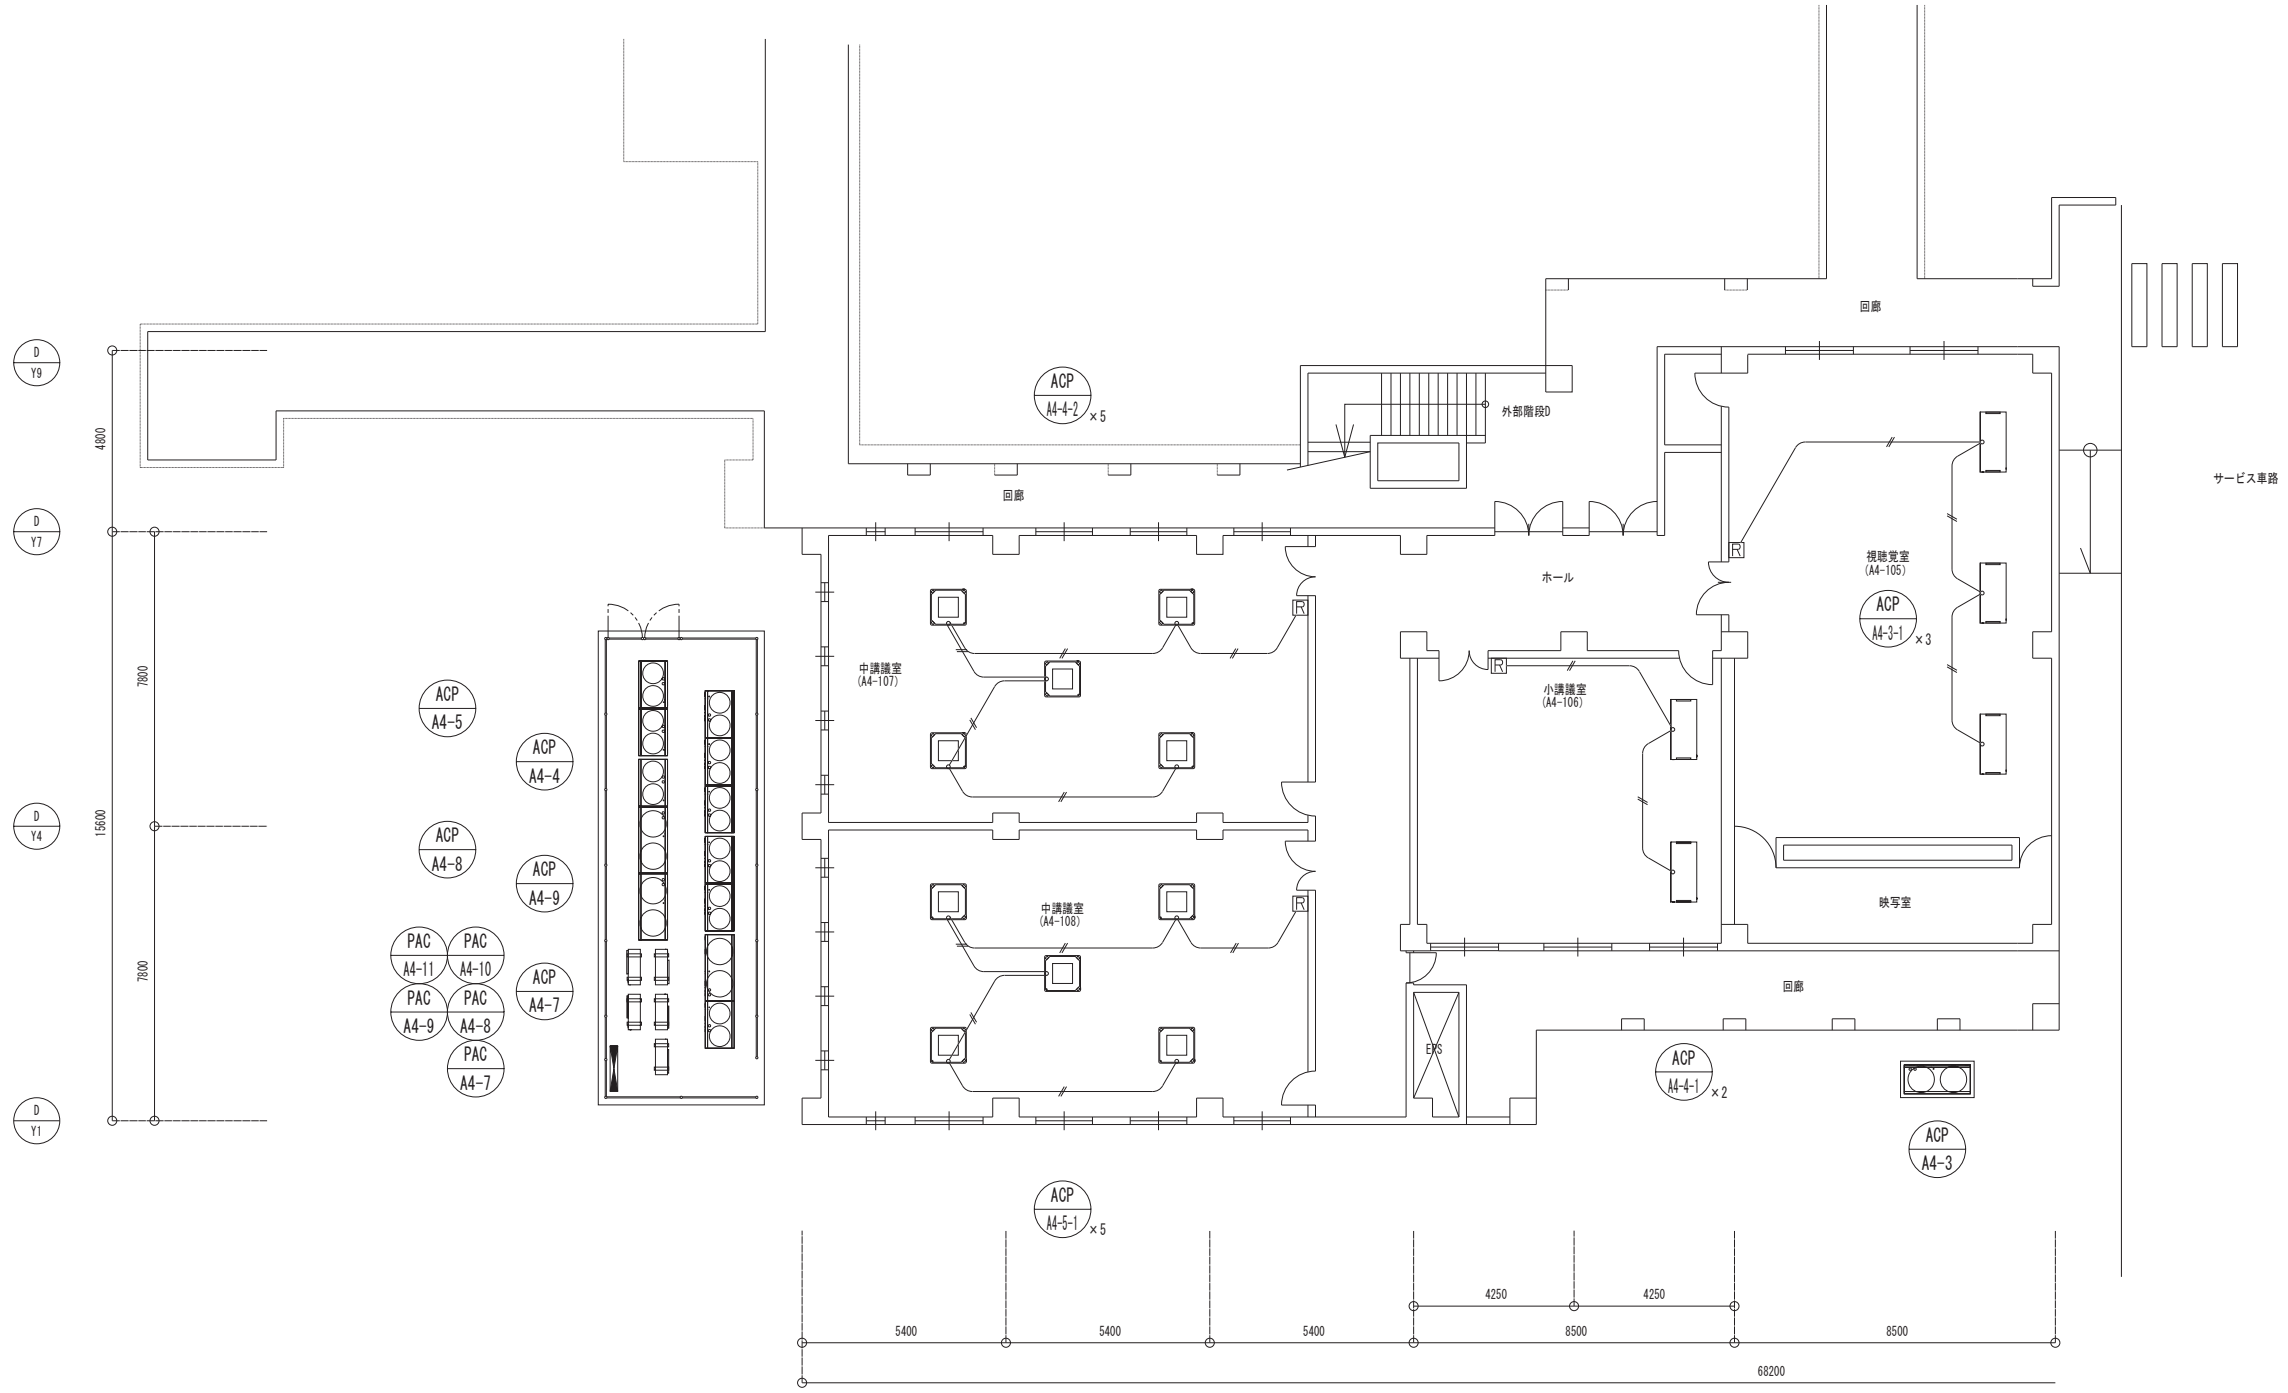 回廊
D
Y9
ACP
A4-4-2
×5
外部階段D
4800
サービス車路
回廊
D
Y7
視聴覚室
(A4-105)
R
ホール
ACP
A4-3-1
×3
R
7800
中講議室
(A4-107)
R
小講議室
(A4-106)
ACP
A4-5
ACP
A4-4
D
Y4
15600
ACP
A4-8
ACP
A4-9
中講議室
(A4-108)
R
映写室
PAC
A4-11
PAC
A4-10
7800
ACP
A4-7
回廊
PAC
A4-9
PAC
A4-8
EPS
PAC
A4-7
ACP
A4-4-1
×2
D
Y1
ACP
A4-3
ACP
A4-5-1
×5
4250
4250
5400
5400
5400
8500
8500
68200